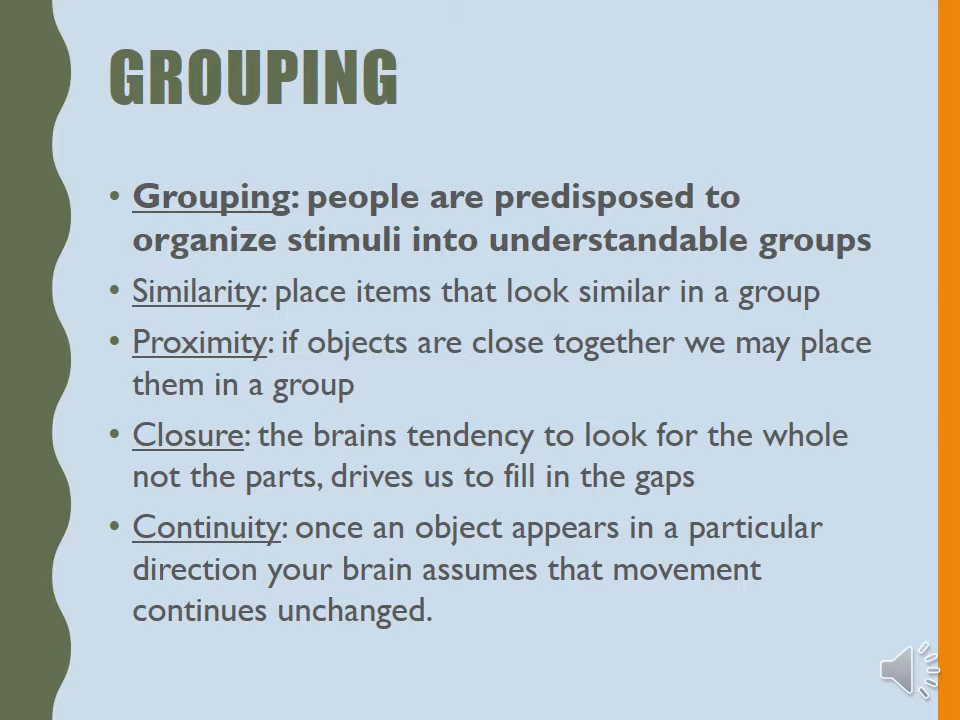 GROUPING
• Grouping: people are predisposed to
organize stimuli into understandable groups
• Similarity: place items that look similar in a group
• Proximity: if objects are close together we may place
them in a group
• Closure: the brains tendency to look for the whole
not the parts, drives us to fill in the gaps
• Continuity: once an object appears in a particular
direction your brain assumes that movement
continues unchanged.